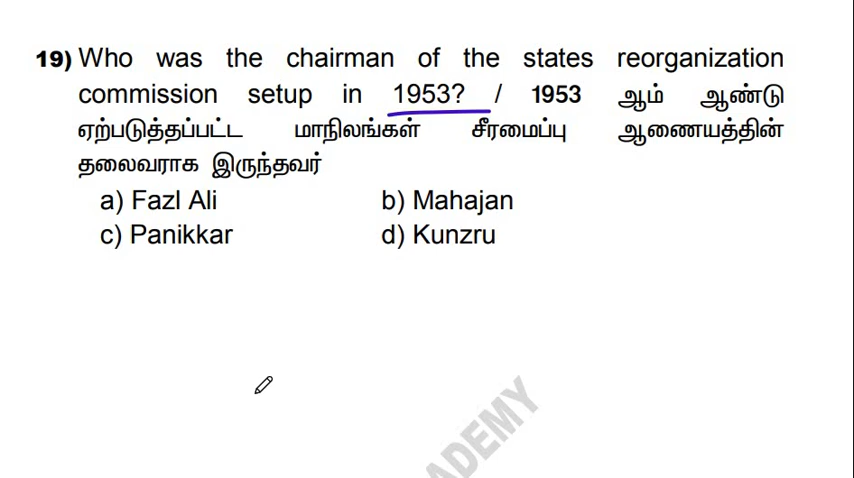 19) Who was the chairman of the states reorganization
commission setup in 1953? / 1953 ஆம் ஆண்டு
ஏற்படுத்தப்பட்ட மாநிலங்கள் சீரமைப்பு ஆணையத்தின்
தலைவராக இருந்தவர்
a) Fazl Ali b) Mahajan
c) Panikkar d) Kunzru